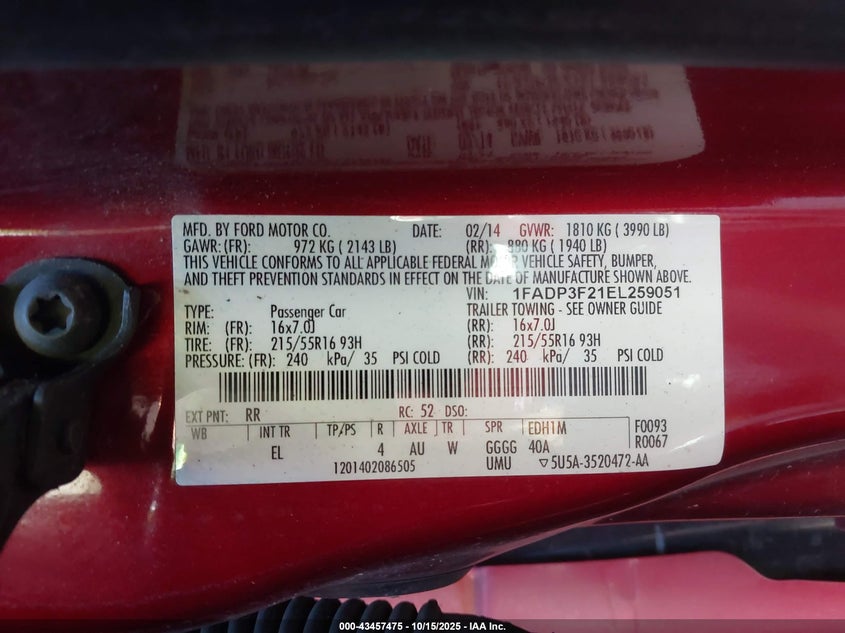 MFD. BY FORD MOTOR CO. DATE: 02/14 GVWR: 1810 KG ( 3990 LB)
GAWR: (FR): 972 KG ( 2143 LB) (RR): 880 KG ( 1940 LB)
THIS VEHICLE CONFORMS TO ALL APPLICABLE FEDERAL MOTOR VEHICLE SAFETY, BUMPER,
AND THEFT PREVENTION STANDARDS IN EFFECT ON THE DATE OF MANUFACTURE SHOWN ABOVE.
VIN: 1FADP3F21EL259051
TYPE: Passenger Car TRAILER TOWING - SEE OWNER GUIDE
RIM: (FR): 16x7.0J (RR): 16x7.0J
TIRE: (FR): 215/55R16 93H (RR): 215/55R16 93H
PRESSURE: (FR): 240 kPa/ 35 PSI COLD (RR): 240 kPa/ 35 PSI COLD
EXT PNT: RR RC: 52 DSO:
WB INT TR TP/PS R AXLE TR SPR EDH1M F0093
EL 4 AU W GGGG 40A R0067
1201402086505 UMU ▽5U5A-3520472-AA
000-43457475 - 10/15/2025 - IAA Inc.